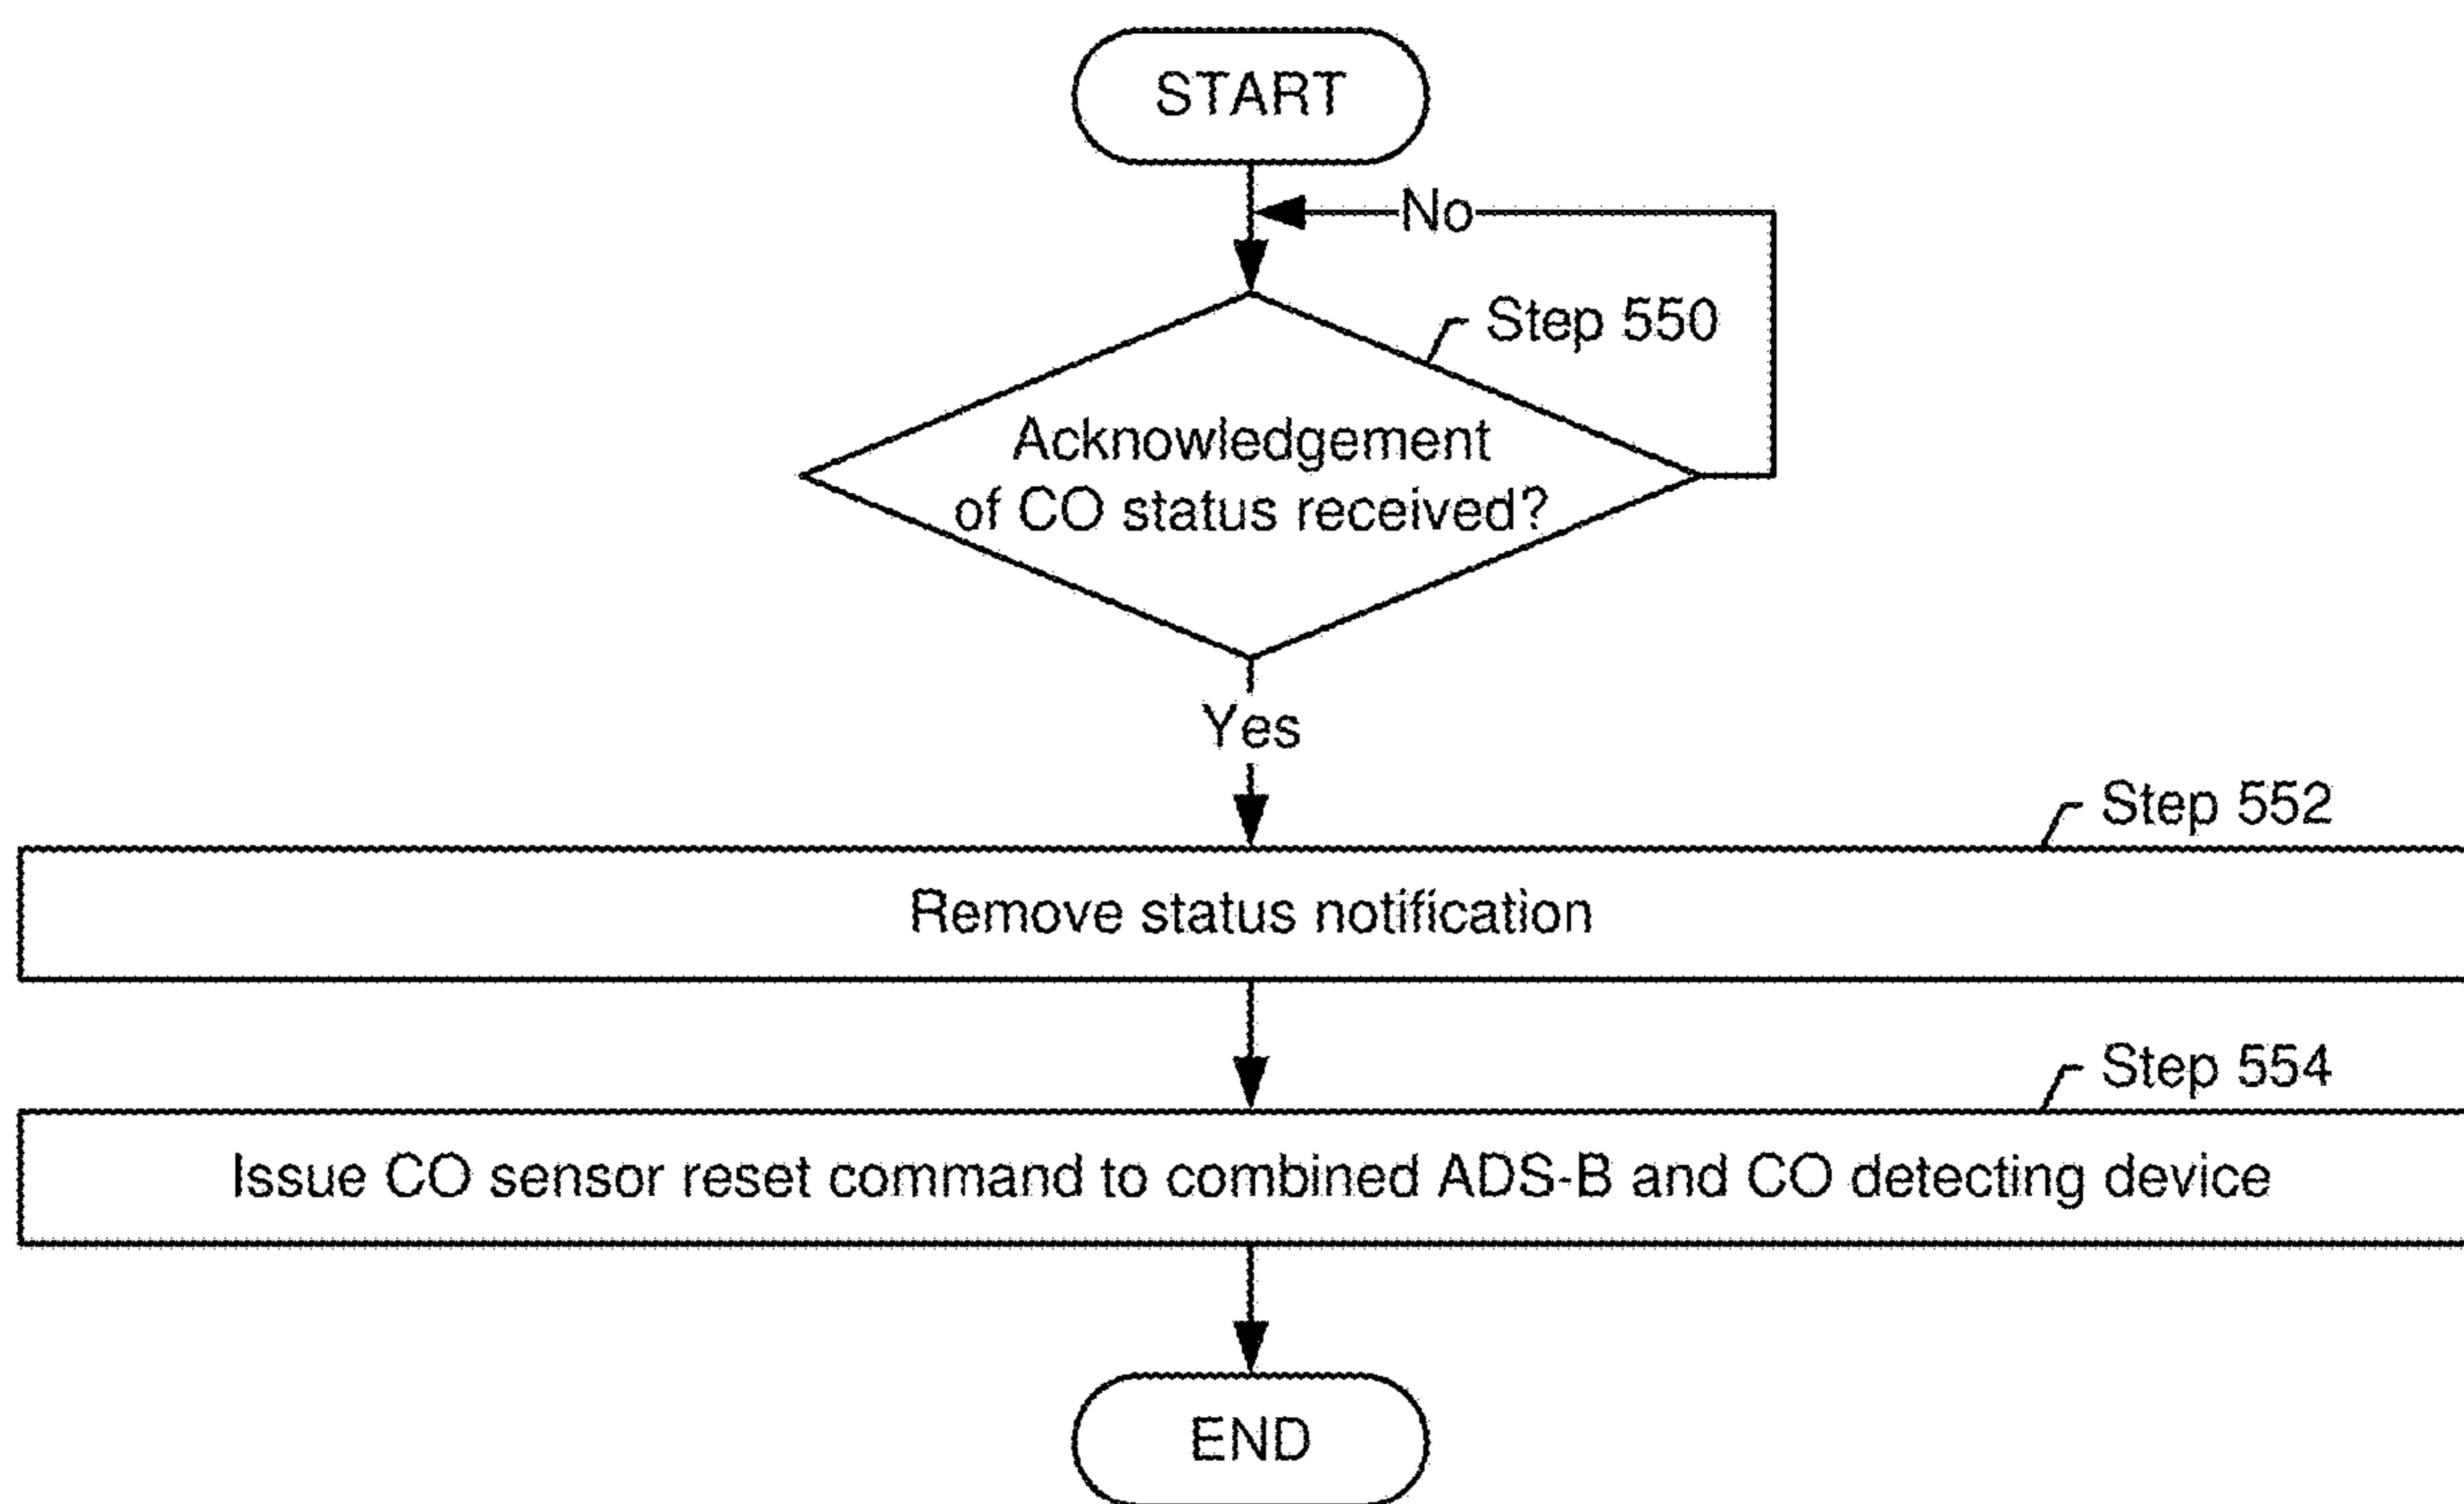 START
No
Step 550
Acknowledgement
of CO status received?
Yes
Step 552
Remove status notification
Step 554
Issue CO sensor reset command to combined ADS-B and CO detecting device
END